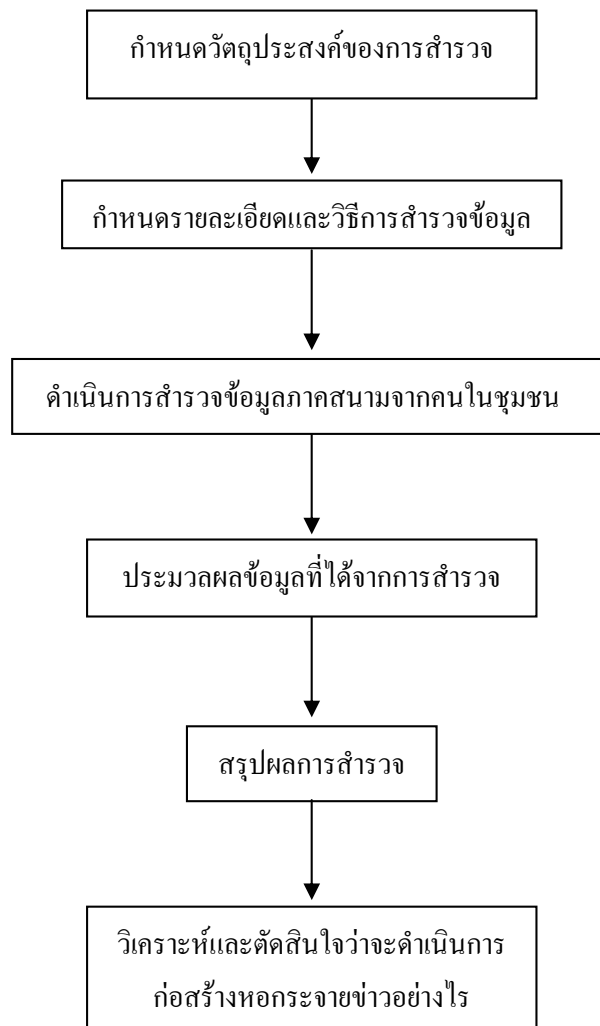 กำหนดวัตถุประสงค์ของการสำรวจ
กำหนดรายละเอียดและวิธีการสำรวจข้อมูล
ดำเนินการสำรวจข้อมูลภาคสนามจากคนในชุมชน
ประมวลผลข้อมูลที่ได้จากการสำรวจ
สรุปผลการสำรวจ
วิเคราะห์และตัดสินใจว่าจะดำเนินการ
ก่อสร้างหอกระจายข่าวอย่างไร